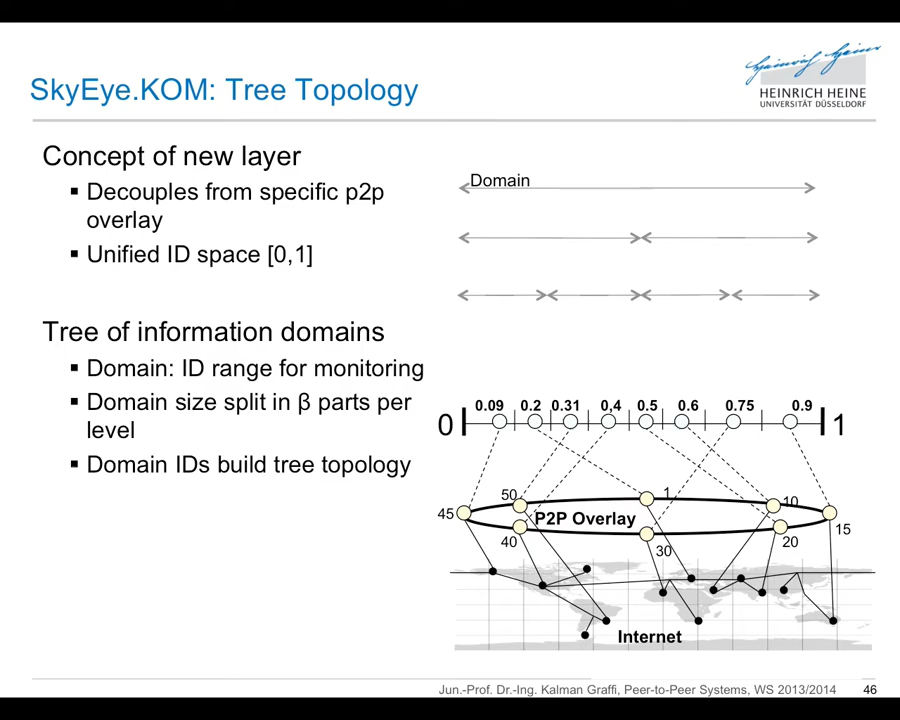 SkyEye.KOM: Tree Topology
Heinrich Heine
HEINRICH HEINE
UNIVERSITÄT DÜSSELDORF
Concept of new layer
▪ Decouples from specific p2p
overlay
▪ Unified ID space [0,1]
Tree of information domains
▪ Domain: ID range for monitoring
▪ Domain size split in β parts per
level
▪ Domain IDs build tree topology
Domain
0.09 0.2 0.31 0,4 0.5 0.6 0.75 0.9
0 1
50 1 10
45 P2P Overlay 15
40 30 20
Internet
Jun.-Prof. Dr.-Ing. Kalman Graffi, Peer-to-Peer Systems, WS 2013/2014 46